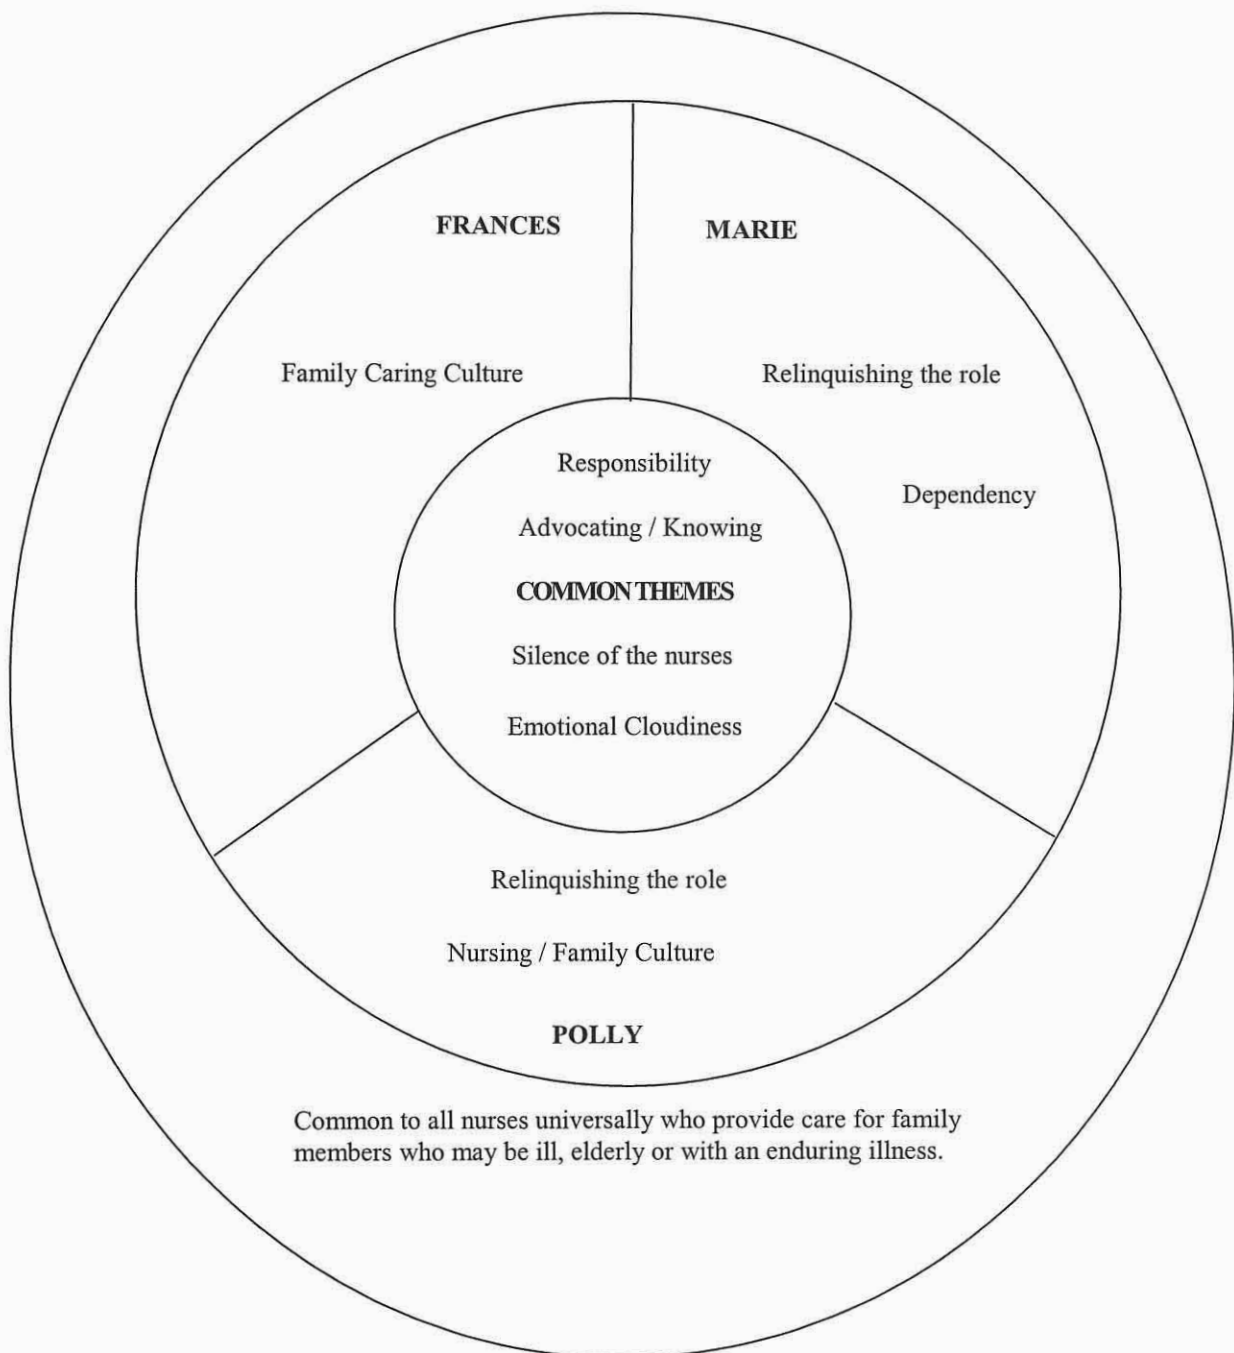 FRANCES
MARIE
Family Caring Culture
Relinquishing the role
Responsibility
Dependency
Advocating / Knowing
COMMON THEMES
Silence of the nurses
Emotional Cloudiness
Relinquishing the role
Nursing / Family Culture
POLLY
Common to all nurses universally who provide care for family
members who may be ill, elderly or with an enduring illness.